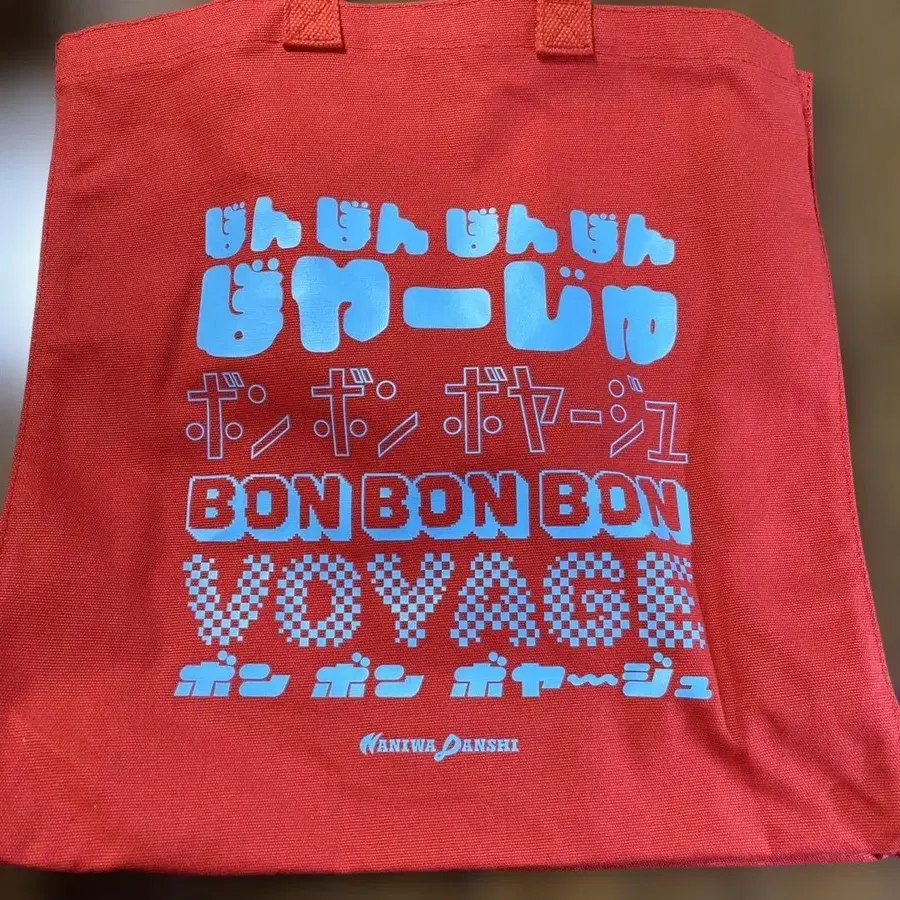 ぼん ぼん ぼん ぼん
ぼやーじゅ
ボン ボン ボヤージュ
BON BON BON
VOYAGE
ボン ボン ボヤージュ
NANIWA DANSHI